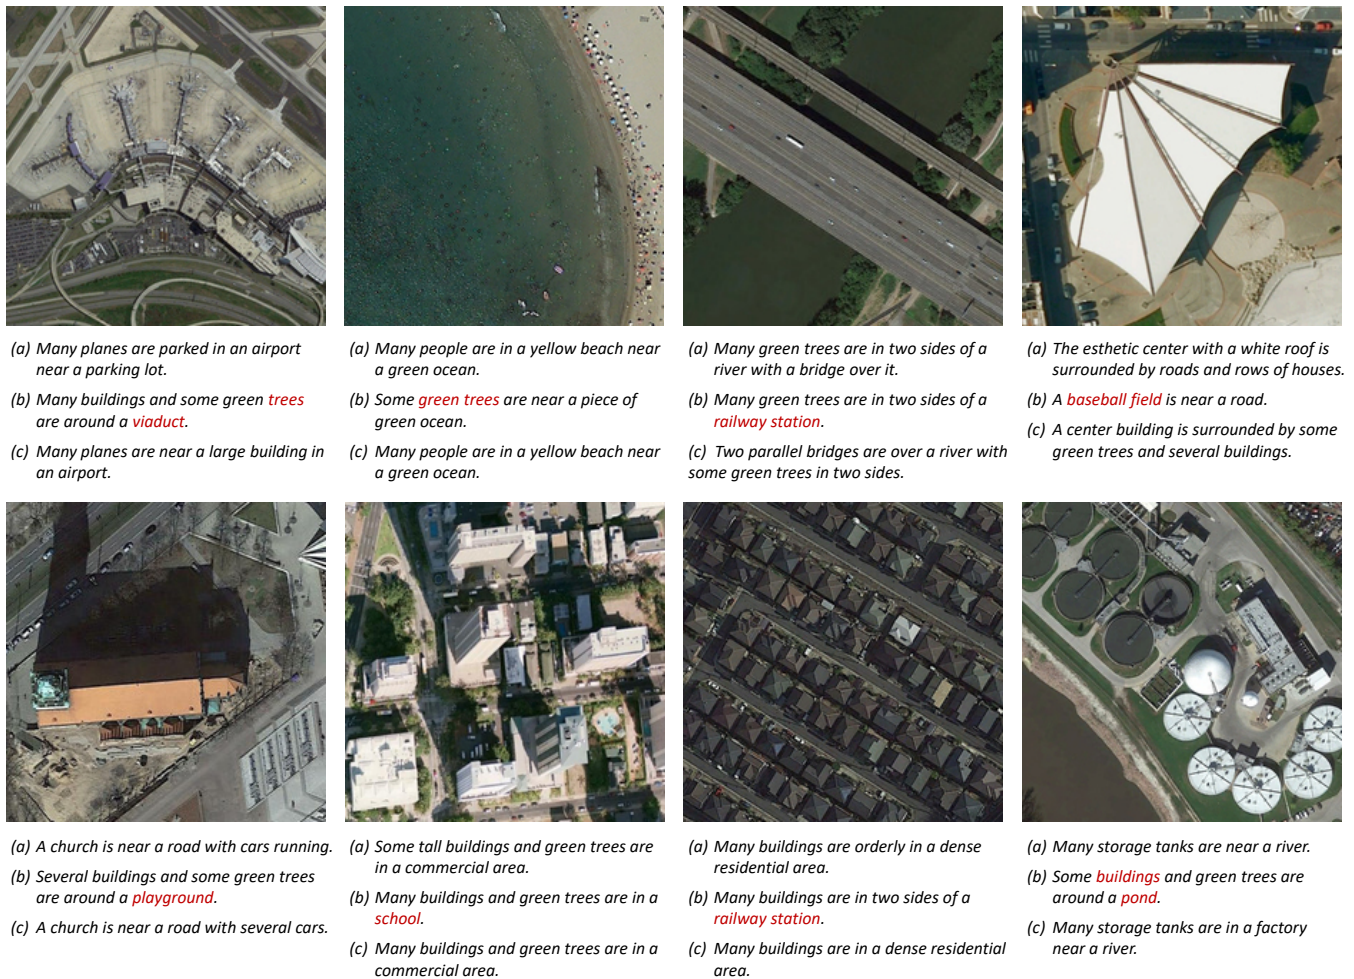 (a) Many planes are parked in an airport
near a parking lot.
(b) Many buildings and some green trees
are around a viaduct.
(c) Many planes are near a large building in
an airport.
(a) Many people are in a yellow beach near
a green ocean.
(b) Some green trees are near a piece of
green ocean.
(c) Many people are in a yellow beach near
a green ocean.
(a) Many green trees are in two sides of a
river with a bridge over it.
(b) Many green trees are in two sides of a
railway station.
(c) Two parallel bridges are over a river with
some green trees in two sides.
(a) The esthetic center with a white roof is
surrounded by roads and rows of houses.
(b) A baseball field is near a road.
(c) A center building is surrounded by some
green trees and several buildings.
(a) A church is near a road with cars running.
(b) Several buildings and some green trees
are around a playground.
(c) A church is near a road with several cars.
(a) Some tall buildings and green trees are
in a commercial area.
(b) Many buildings and green trees are in a
school.
(c) Many buildings and green trees are in a
commercial area.
(a) Many buildings are orderly in a dense
residential area.
(b) Many buildings are in two sides of a
railway station.
(c) Many buildings are in a dense residential
area.
(a) Many storage tanks are near a river.
(b) Some buildings and green trees are
around a pond.
(c) Many storage tanks are in a factory
near a river.